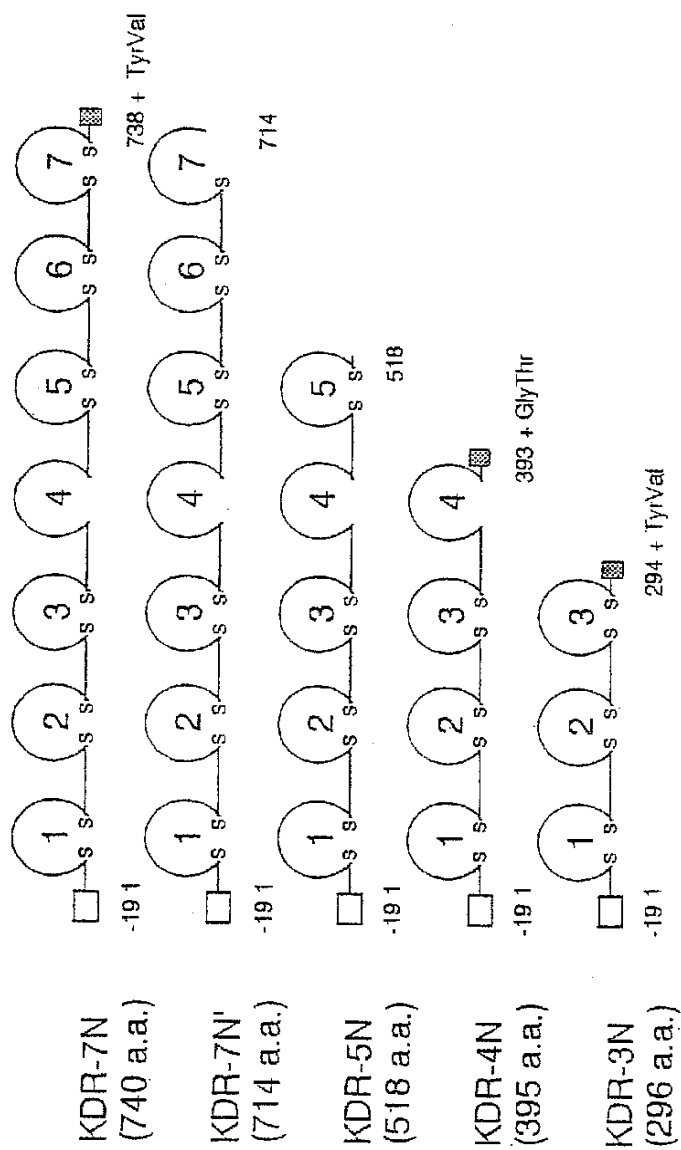 KDR-7N
(740 a.a.)
1 2 3 4 5 6 7
S S S S S S S S S S S S
-19 1 738 + TyrVal
KDR-7N'
(714 a.a.)
1 2 3 4 5 6 7
S S S S S S S S S S S
-19 1 714
KDR-5N
(518 a.a.)
1 2 3 4 5
S S S S S S S S
-19 1 518
KDR-4N
(395 a.a.)
1 2 3 4
S S S S S S
-19 1 393 + GlyThr
KDR-3N
(296 a.a.)
1 2 3
S S S S S S
-19 1 294 + TyrVal